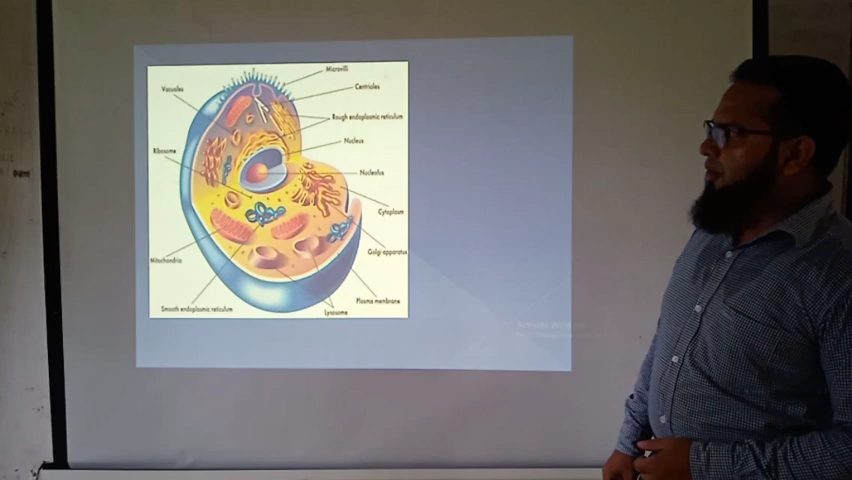 Microvilli
Vacuoles
Centrioles
Rough endoplasmic reticulum
Nucleus
Ribosome
Nucleolus
Cytoplasm
Golgi apparatus
Mitochondria
Plasma membrane
Smooth endoplasmic reticulum
Lysosome